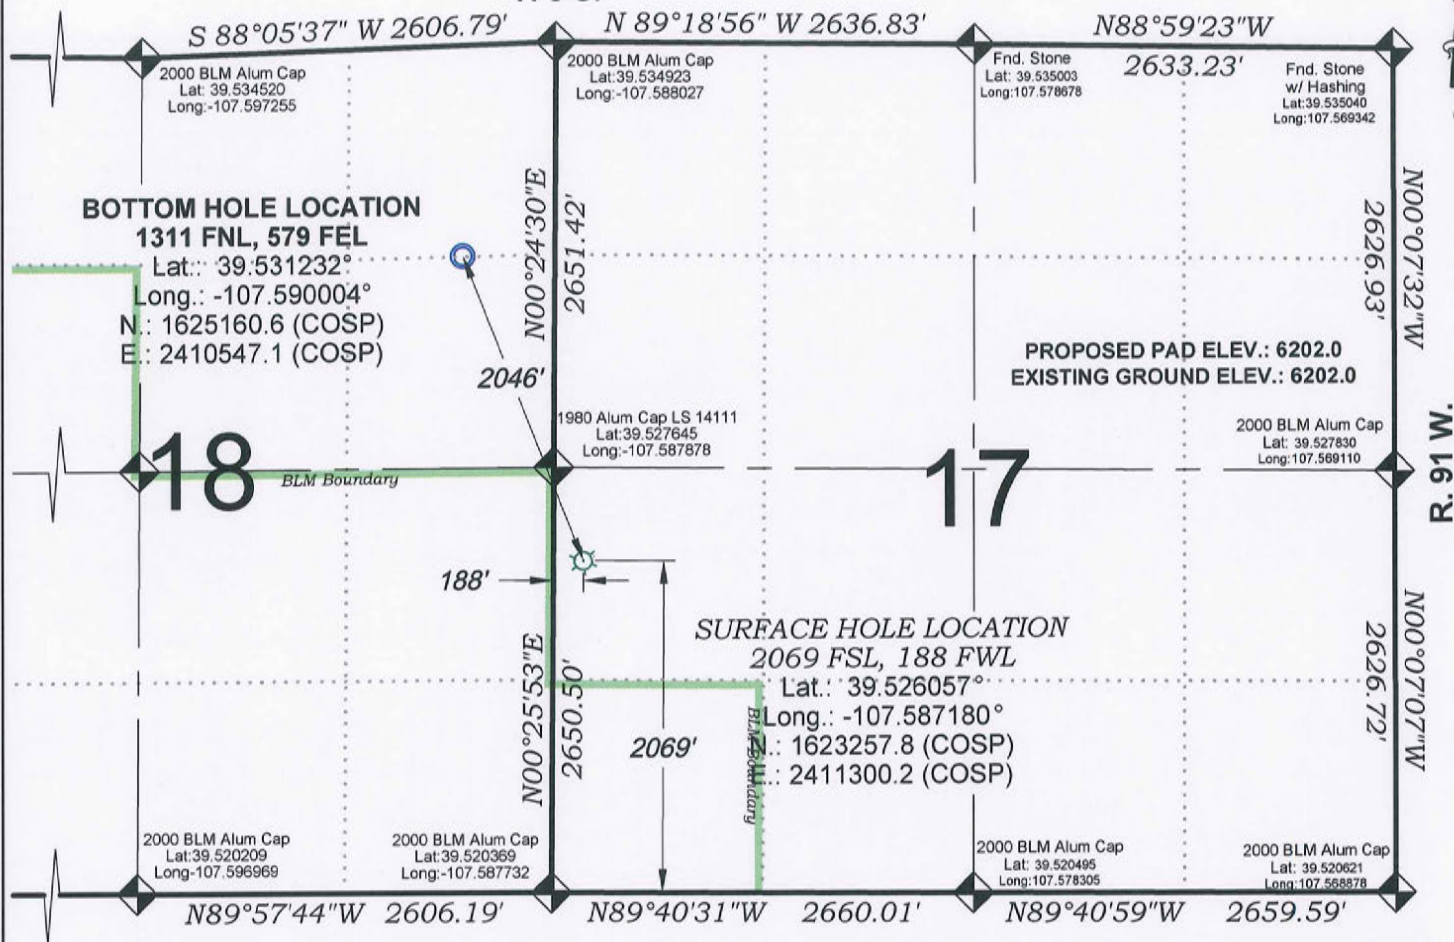 S 88°05'37" W 2606.79'
N 89°18'56" W 2636.83'
N88°59'23"W
2633.23'
2000 BLM Alum Cap
Lat: 39.534520
Long:-107.597255
2000 BLM Alum Cap
Lat:39.534923
Long:-107.588027
Fnd. Stone
Lat: 39.535003
Long:107.578678
Fnd. Stone
w/ Hashing
Lat:39.535040
Long:107.569342
BOTTOM HOLE LOCATION
1311 FNL, 579 FEL
Lat.: 39.531232°
Long.: -107.590004°
N.: 1625160.6 (COSP)
E.: 2410547.1 (COSP)
N00°24'30"E
2651.42'
2626.93'
N00°07'32"W
2046'
PROPOSED PAD ELEV.: 6202.0
EXISTING GROUND ELEV.: 6202.0
1980 Alum Cap LS 14111
Lat:39.527645
Long:-107.587878
2000 BLM Alum Cap
Lat: 39.527830
Long:107.569110
R. 91 W.
18
BLM Boundary
17
188'
SURFACE HOLE LOCATION
2069 FSL, 188 FWL
Lat.: 39.526057°
Long.: -107.587180°
N.: 1623257.8 (COSP)
E.: 2411300.2 (COSP)
N00°25'53"E
2650.50'
2069'
BLM Boundary
2626.72'
N00°07'07"W
2000 BLM Alum Cap
Lat:39.520209
Long-107.596969
2000 BLM Alum Cap
Lat:39.520369
Long:-107.587732
2000 BLM Alum Cap
Lat: 39.520495
Long:107.578305
2000 BLM Alum Cap
Lat: 39.520621
Long:107.568878
N89°57'44"W 2606.19'
N89°40'31"W 2660.01'
N89°40'59"W 2659.59'